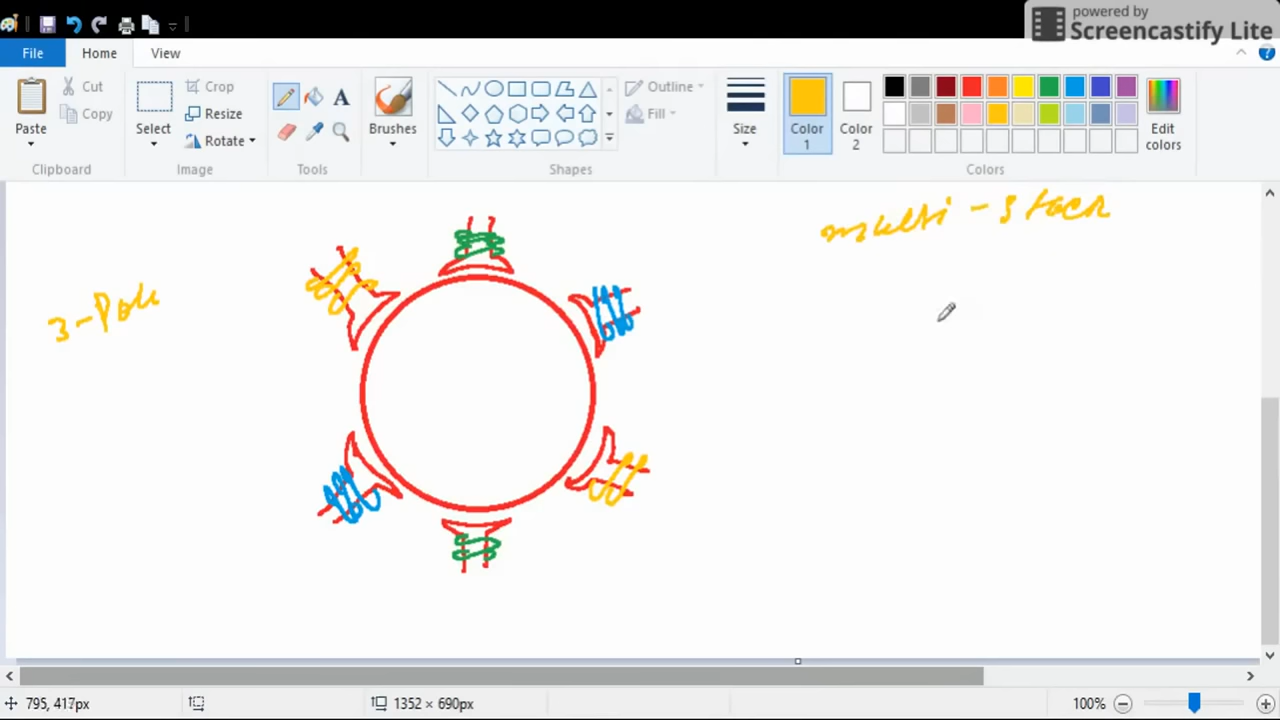 powered by
Screencastify Lite
File Home View
Cut
Copy
Paste
Crop
Resize
Rotate
Select
Brushes
Outline
Fill
Size
Color 1
Color 2
Edit colors
Clipboard Image Tools Shapes Colors
multi-stack
3-Pole
795, 417px
1352 × 690px
100%